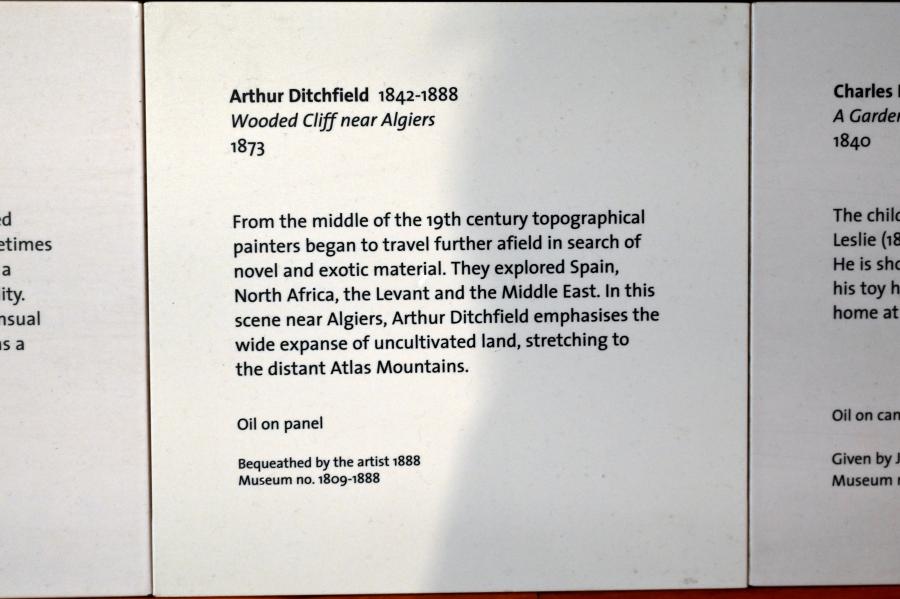 ed
etimes
a
ity.
nsual
as a
Arthur Ditchfield 1842-1888
Wooded Cliff near Algiers
1873
From the middle of the 19th century topographical
painters began to travel further afield in search of
novel and exotic material. They explored Spain,
North Africa, the Levant and the Middle East. In this
scene near Algiers, Arthur Ditchfield emphasises the
wide expanse of uncultivated land, stretching to
the distant Atlas Mountains.
Oil on panel
Bequeathed by the artist 1888
Museum no. 1809-1888
Charles
A Garden
1840
The child
Leslie (18
He is sho
his toy h
home at
Oil on can
Given by J
Museum n